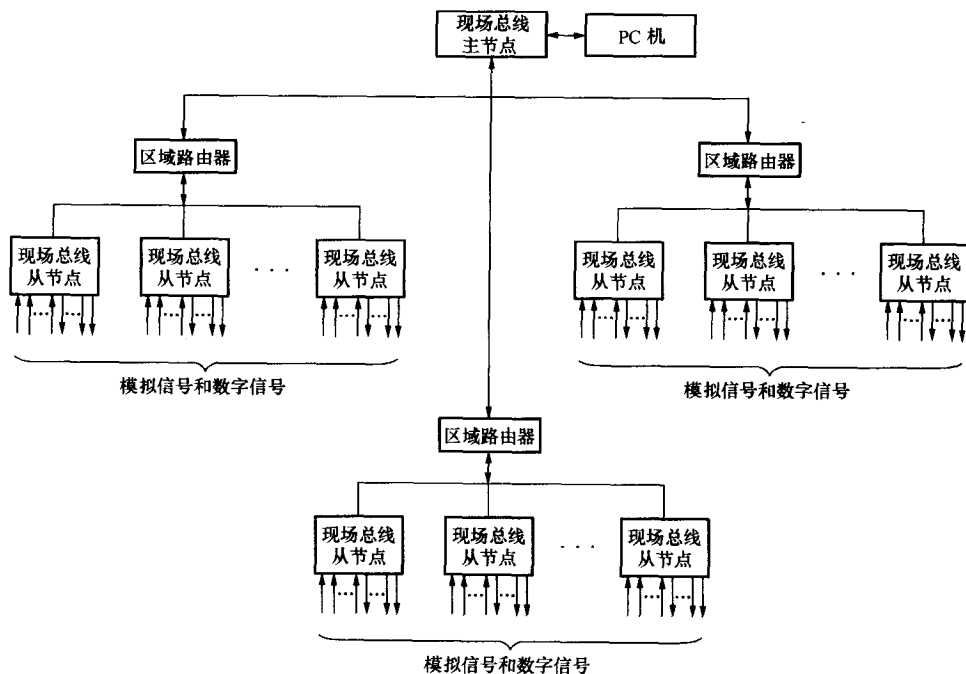 现场总线
主节点
PC 机
区域路由器
区域路由器
现场总线
从节点
现场总线
从节点
· · ·
现场总线
从节点
现场总线
从节点
现场总线
从节点
· · ·
现场总线
从节点
模拟信号和数字信号
模拟信号和数字信号
区域路由器
现场总线
从节点
现场总线
从节点
· · ·
现场总线
从节点
模拟信号和数字信号